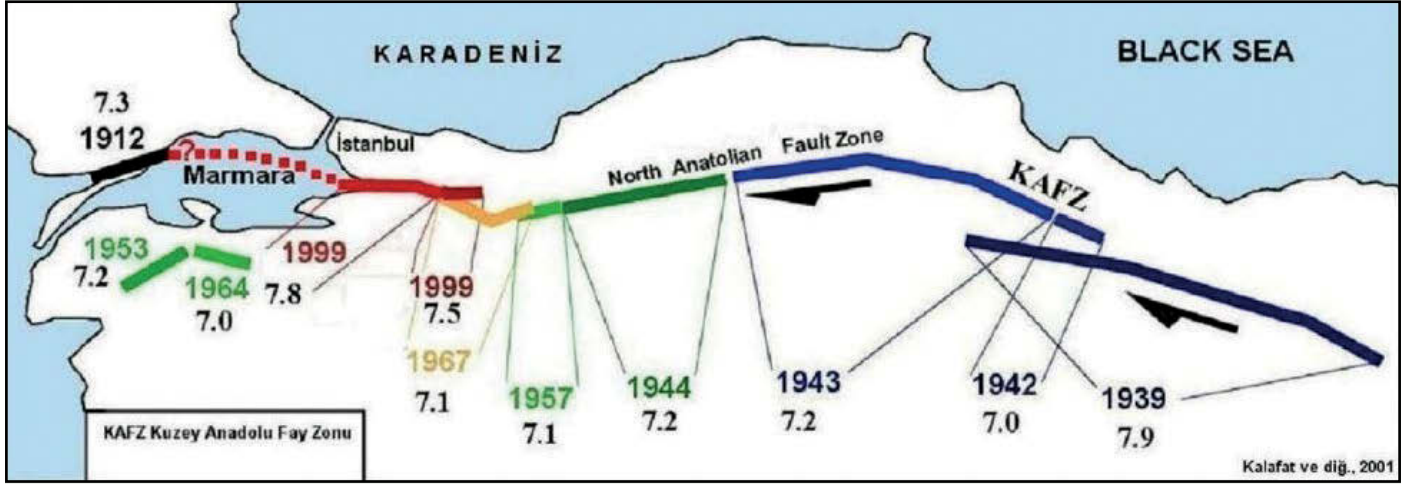 KARADENİZ
BLACK SEA
7.3
1912
?
Marmara
İstanbul
North Anatolian Fault Zone
KAFZ
1953
7.2
1964
7.0
1999
7.8
1999
7.5
1967
7.1
1957
7.1
1944
7.2
1943
7.2
1942
7.0
1939
7.9
KAFZ Kuzey Anadolu Fay Zonu
Kalafat ve diğ., 2001